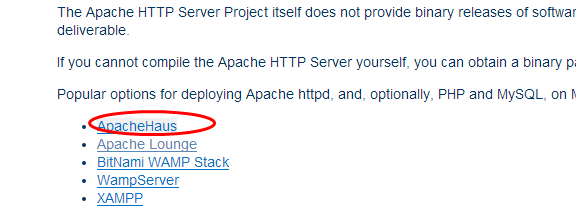 The Apache HTTP Server Project itself does not provide binary releases of softwar
deliverable.
If you cannot compile the Apache HTTP Server yourself, you can obtain a binary pa
Popular options for deploying Apache httpd, and, optionally, PHP and MySQL, on M
ApacheHaus
Apache Lounge
BitNami WAMP Stack
WampServer
XAMPP